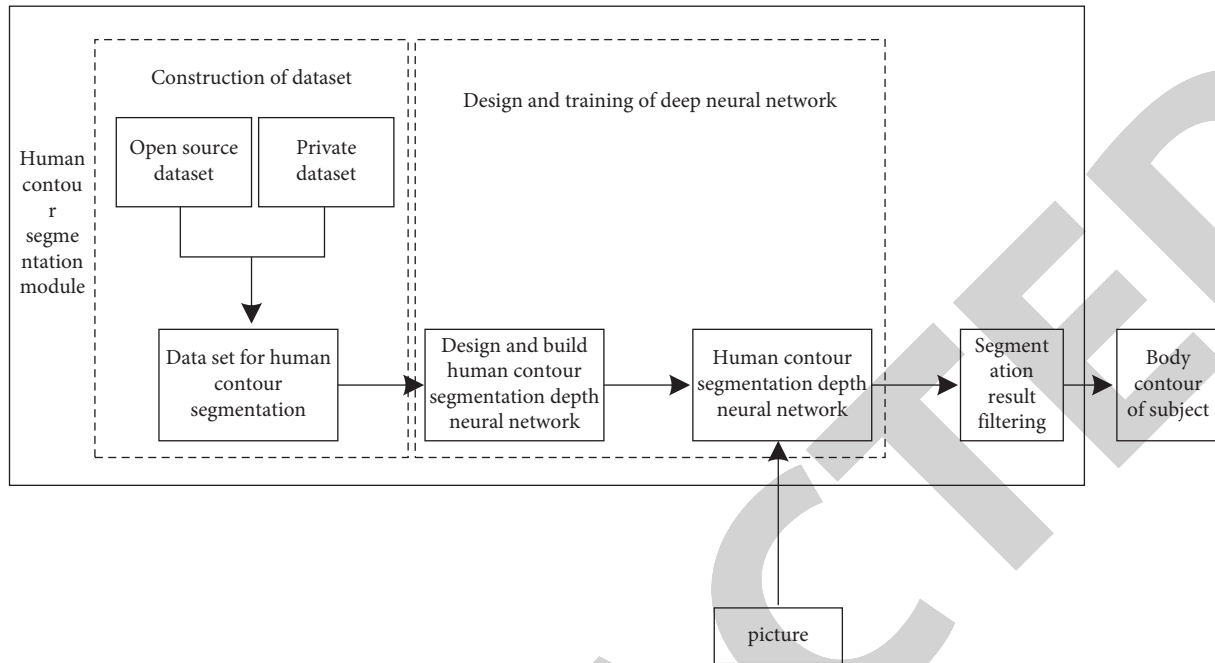 Construction of dataset
Design and training of deep neural network
Human
contou
r
segme
ntation
module
Open source
dataset
Private
dataset
Data set for human
contour
segmentation
Design and build
human contour
segmentation depth
neural network
Human contour
segmentation depth
neural network
Segment
ation
result
filtering
Body
contour
of subject
picture
CTED